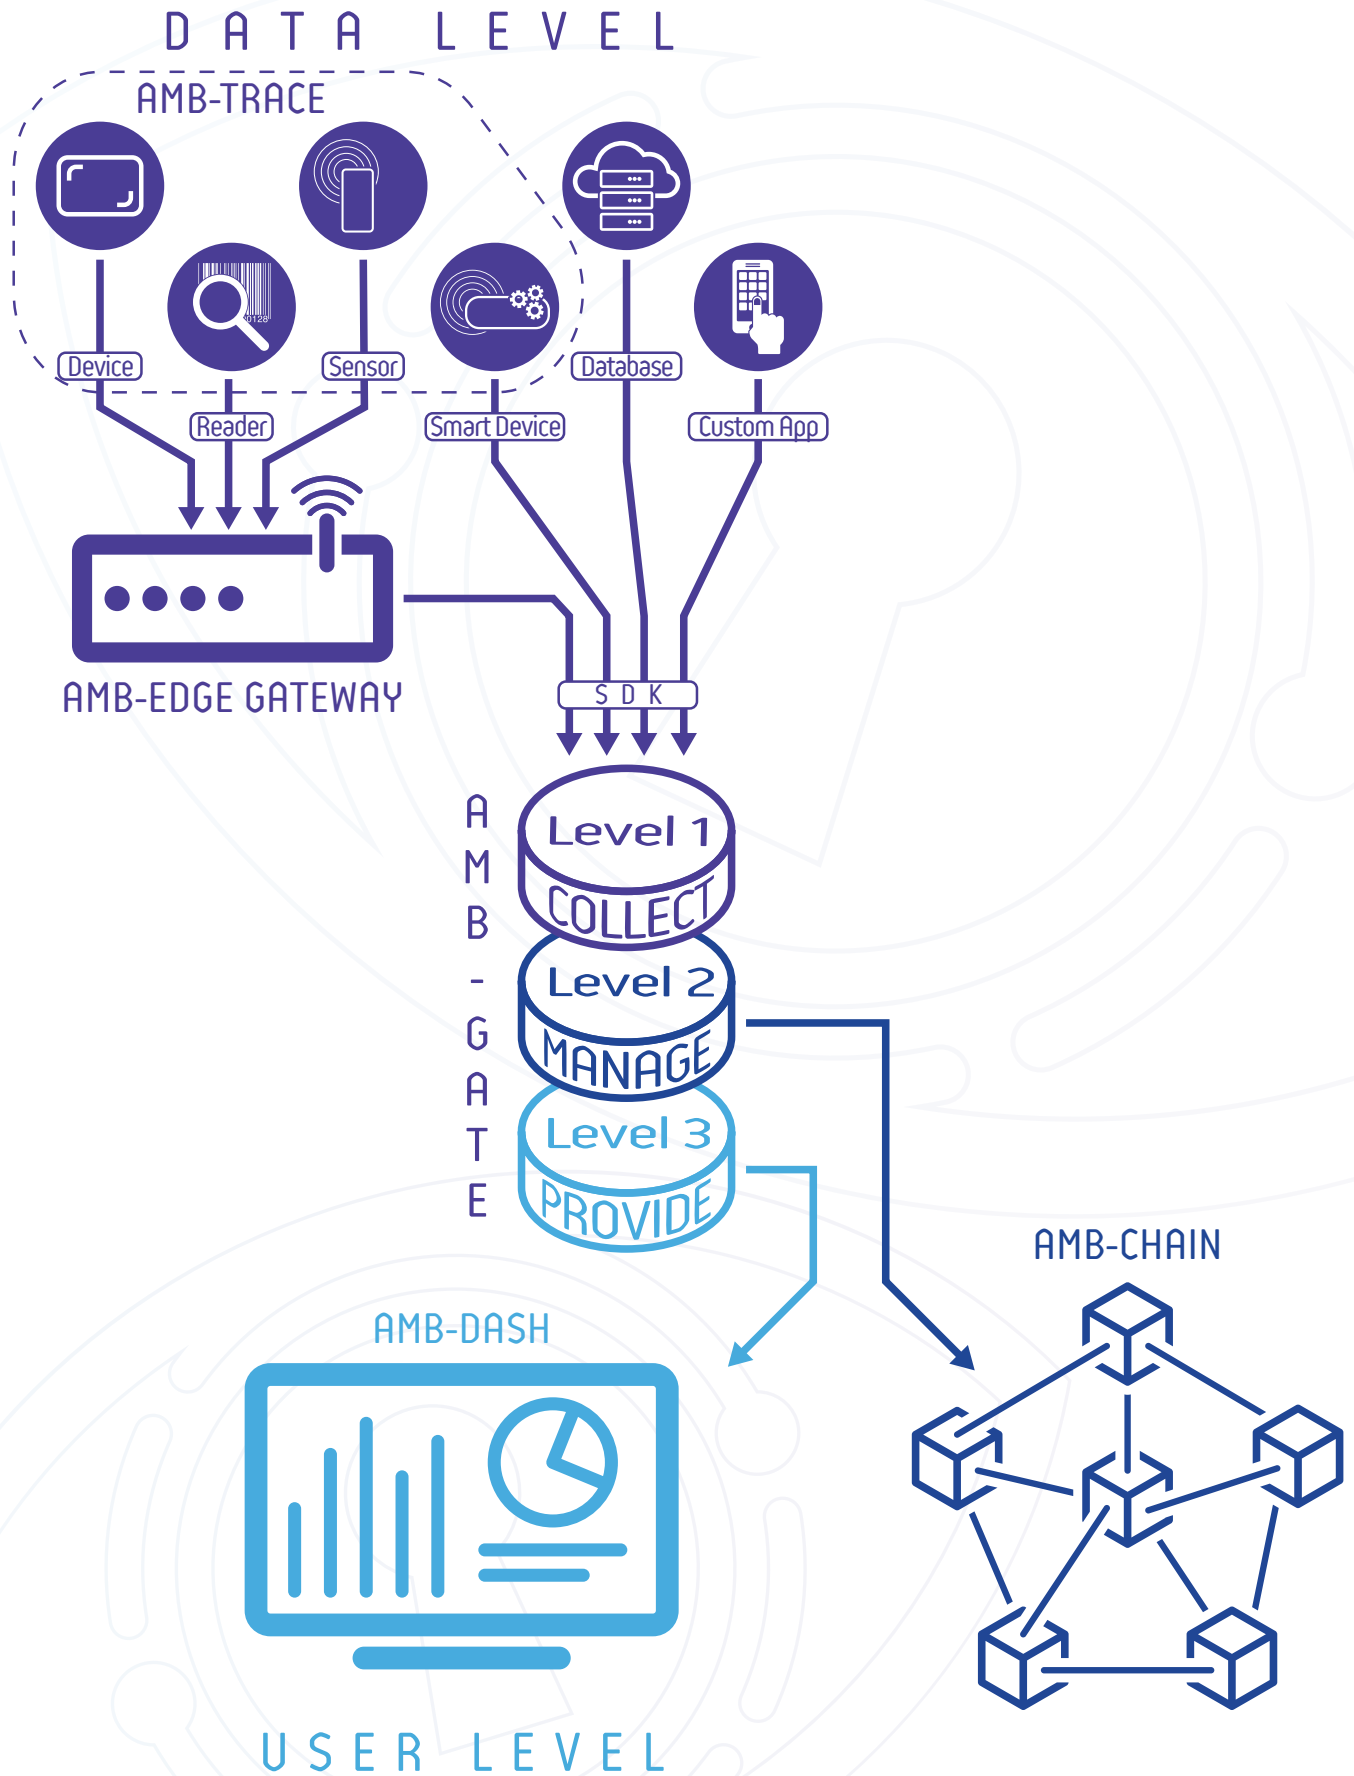 DATA LEVEL
AMB-TRACE
Device
Sensor
Database
Reader
Smart Device
Custom App
AMB-EDGE GATEWAY
SDK
AMB-GATE
Level 1
COLLECT
Level 2
MANAGE
Level 3
PROVIDE
AMB-CHAIN
AMB-DASH
USER LEVEL